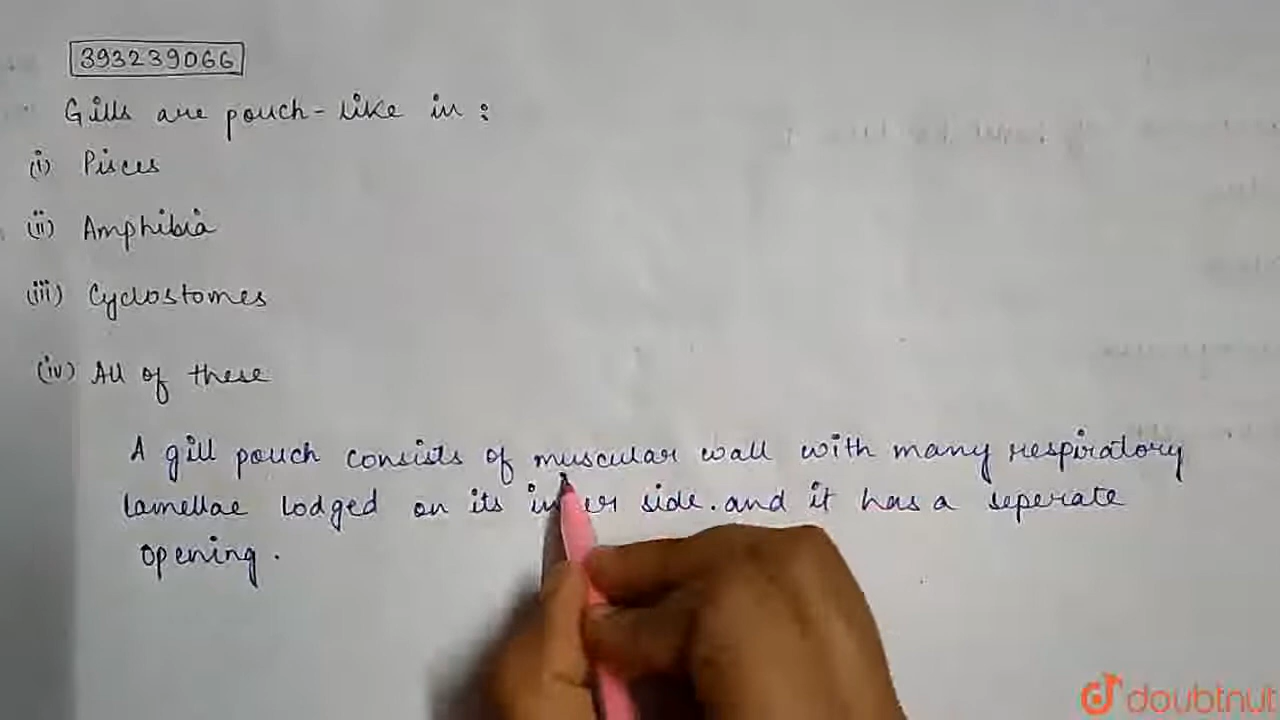 393239066
Gills are pouch-like in :
(i) Pisces
(ii) Amphibia
(iii) Cyclostomes
(iv) All of these
A gill pouch consists of muscular wall with many respiratory
lamellae lodged on its inner side. and it has a seperate
opening.
doubtnut